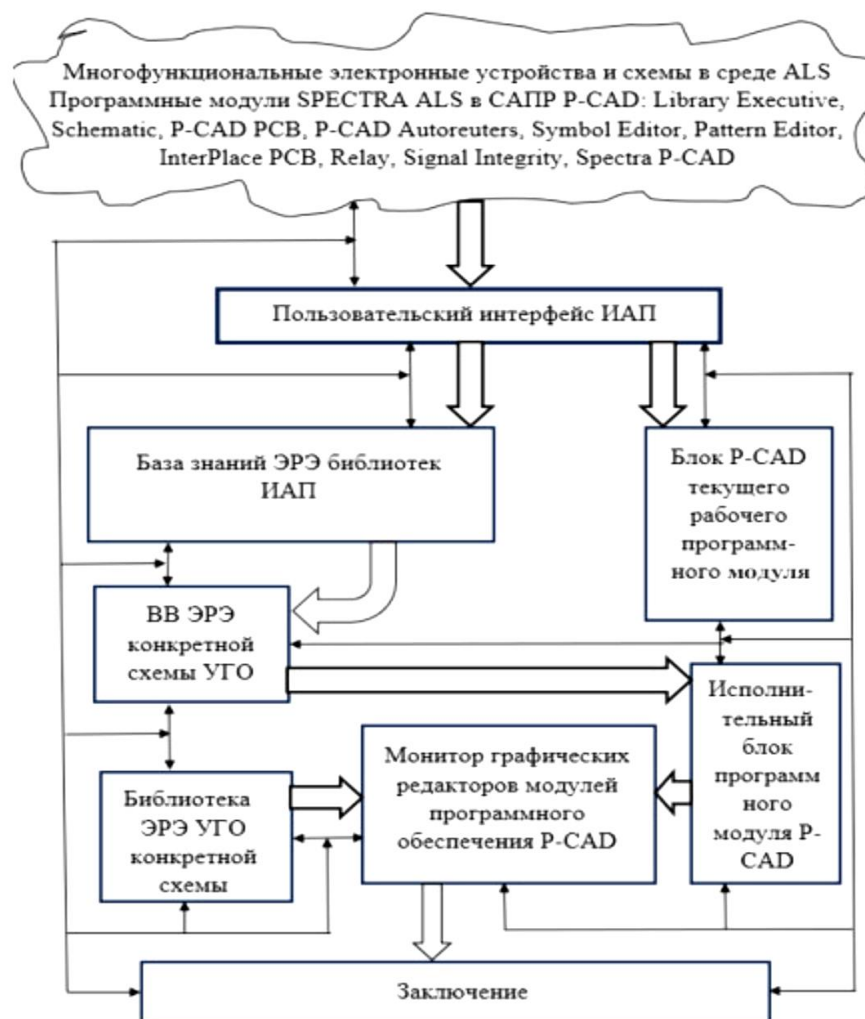 Многофункциональные электронные устройства и схемы в среде ALS
Программные модули SPECTRA ALS в САПР P-CAD: Library Executive,
Schematic, P-CAD PCB, P-CAD Autoreuters, Symbol Editor, Pattern Editor,
InterPlace PCB, Relay, Signal Integrity, Spectra P-CAD
Пользовательский интерфейс ИАП
База знаний ЭРЭ библиотек
ИАП
Блок P-CAD
текущего
рабочего
программ-
ного модуля
ВВ ЭРЭ
конкретной
схемы УГО
Исполни-
тельный
блок
программ
ного
модуля P-
CAD
Монитор графических
редакторов модулей
программного
обеспечения P-CAD
Библиотека
ЭРЭ УГО
конкретной
схемы
Заключение